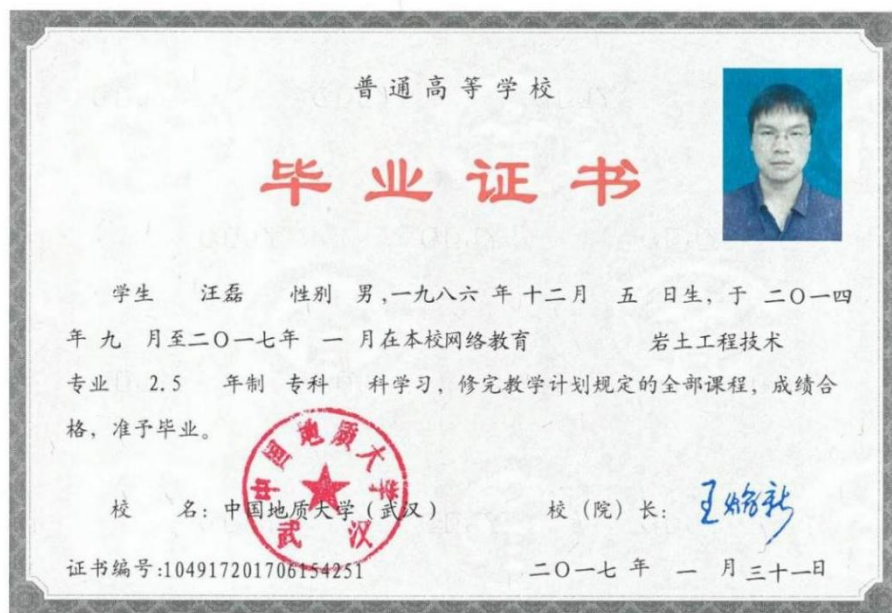 普通高等学校
毕业证书
学生 汪磊 性别 男,一九八六 年 十二月 五 日生, 于 二〇一四
年 九 月至二〇一七年 一 月在本校网络教育 岩土工程技术
专业 2.5 年制 专科 科学习, 修完教学计划规定的全部课程, 成绩合
格, 准予毕业。
中国地质大学
武汉
校 名: 中国地质大学 (武汉) 校 (院) 长: 王焰新
证书编号:104917201706154251 二〇一七 年 一 月 三十一日